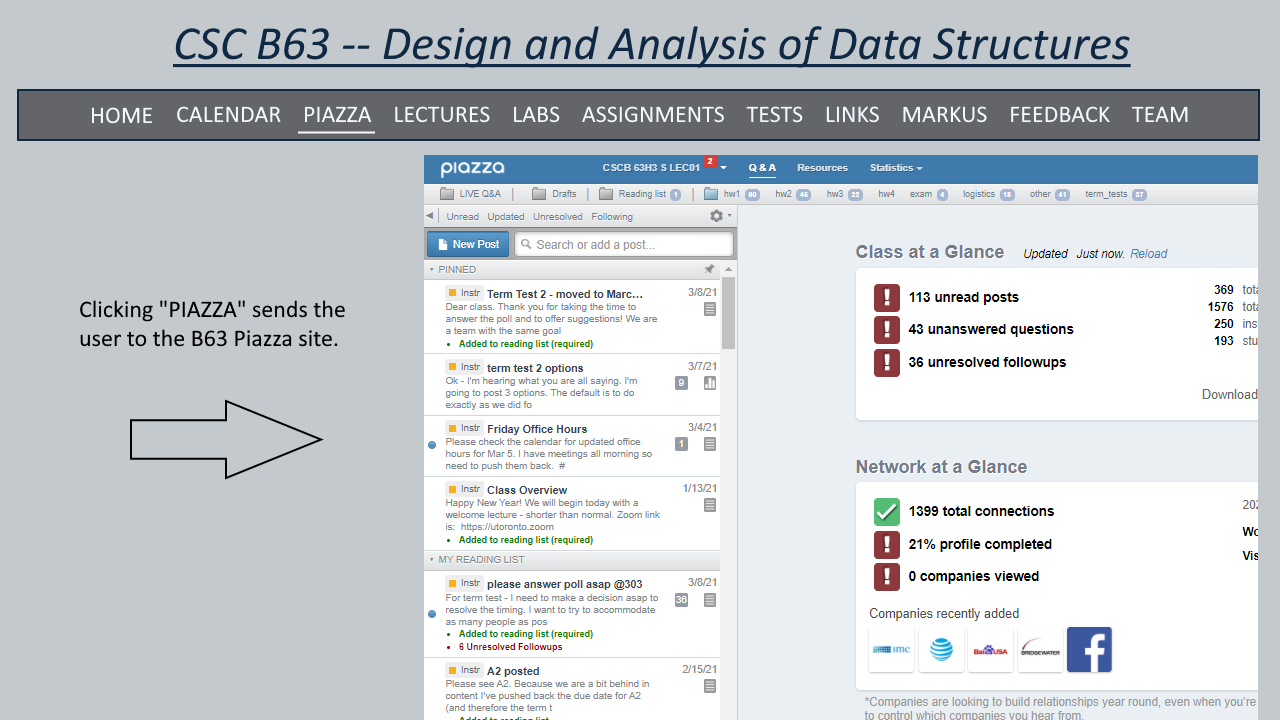 CSC B63 -- Design and Analysis of Data Structures
HOME CALENDAR PIAZZA LECTURES LABS ASSIGNMENTS TESTS LINKS MARKUS FEEDBACK TEAM
Clicking "PIAZZA" sends the
user to the B63 Piazza site.
piazza CSCB 63H3 S LEC01 2 Q & A Resources Statistics
LIVE Q&A | Drafts | Reading list 1 | hw1 60 hw2 45 hw3 22 hw4 exam 4 logistics 18 other 41 term_tests 37
Unread Updated Unresolved Following
New Post Search or add a post...
PINNED
Instr Term Test 2 - moved to Marc... 3/8/21
Dear class. Thank you for taking the time to
answer the poll and to offer suggestions! We are
a team with the same goal
• Added to reading list (required)
Instr term test 2 options 3/7/21
Ok - I'm hearing what you are all saying. I'm 9
going to post 3 options. The default is to do
exactly as we did fo
Instr Friday Office Hours 3/4/21
Please check the calendar for updated office 1
hours for Mar 5. I have meetings all morning so
need to push them back. #
Instr Class Overview 1/13/21
Happy New Year! We will begin today with a
welcome lecture - shorter than normal. Zoom link
is: https://utoronto.zoom
• Added to reading list (required)
MY READING LIST
Instr please answer poll asap @303 3/8/21
For term test - I need to make a decision asap to 36
resolve the timing. I want to try to accommodate
as many people as pos
• Added to reading list (required)
• 6 Unresolved Followups
Instr A2 posted 2/15/21
Please see A2. Because we are a bit behind in
content I've pushed back the due date for A2
(and therefore the term t
Added to reading list
Class at a Glance Updated Just now. Reload
! 113 unread posts
! 43 unanswered questions
! 36 unresolved followups
369 tota
1576 tota
250 ins
193 stu
Download
Network at a Glance
1399 total connections 202
! 21% profile completed Wo
! 0 companies viewed Vis
Companies recently added
imc at&t Bai USA BRIDGEWATER f
*Companies are looking to build relationships year round, even when you're
to control which companies you hear from.